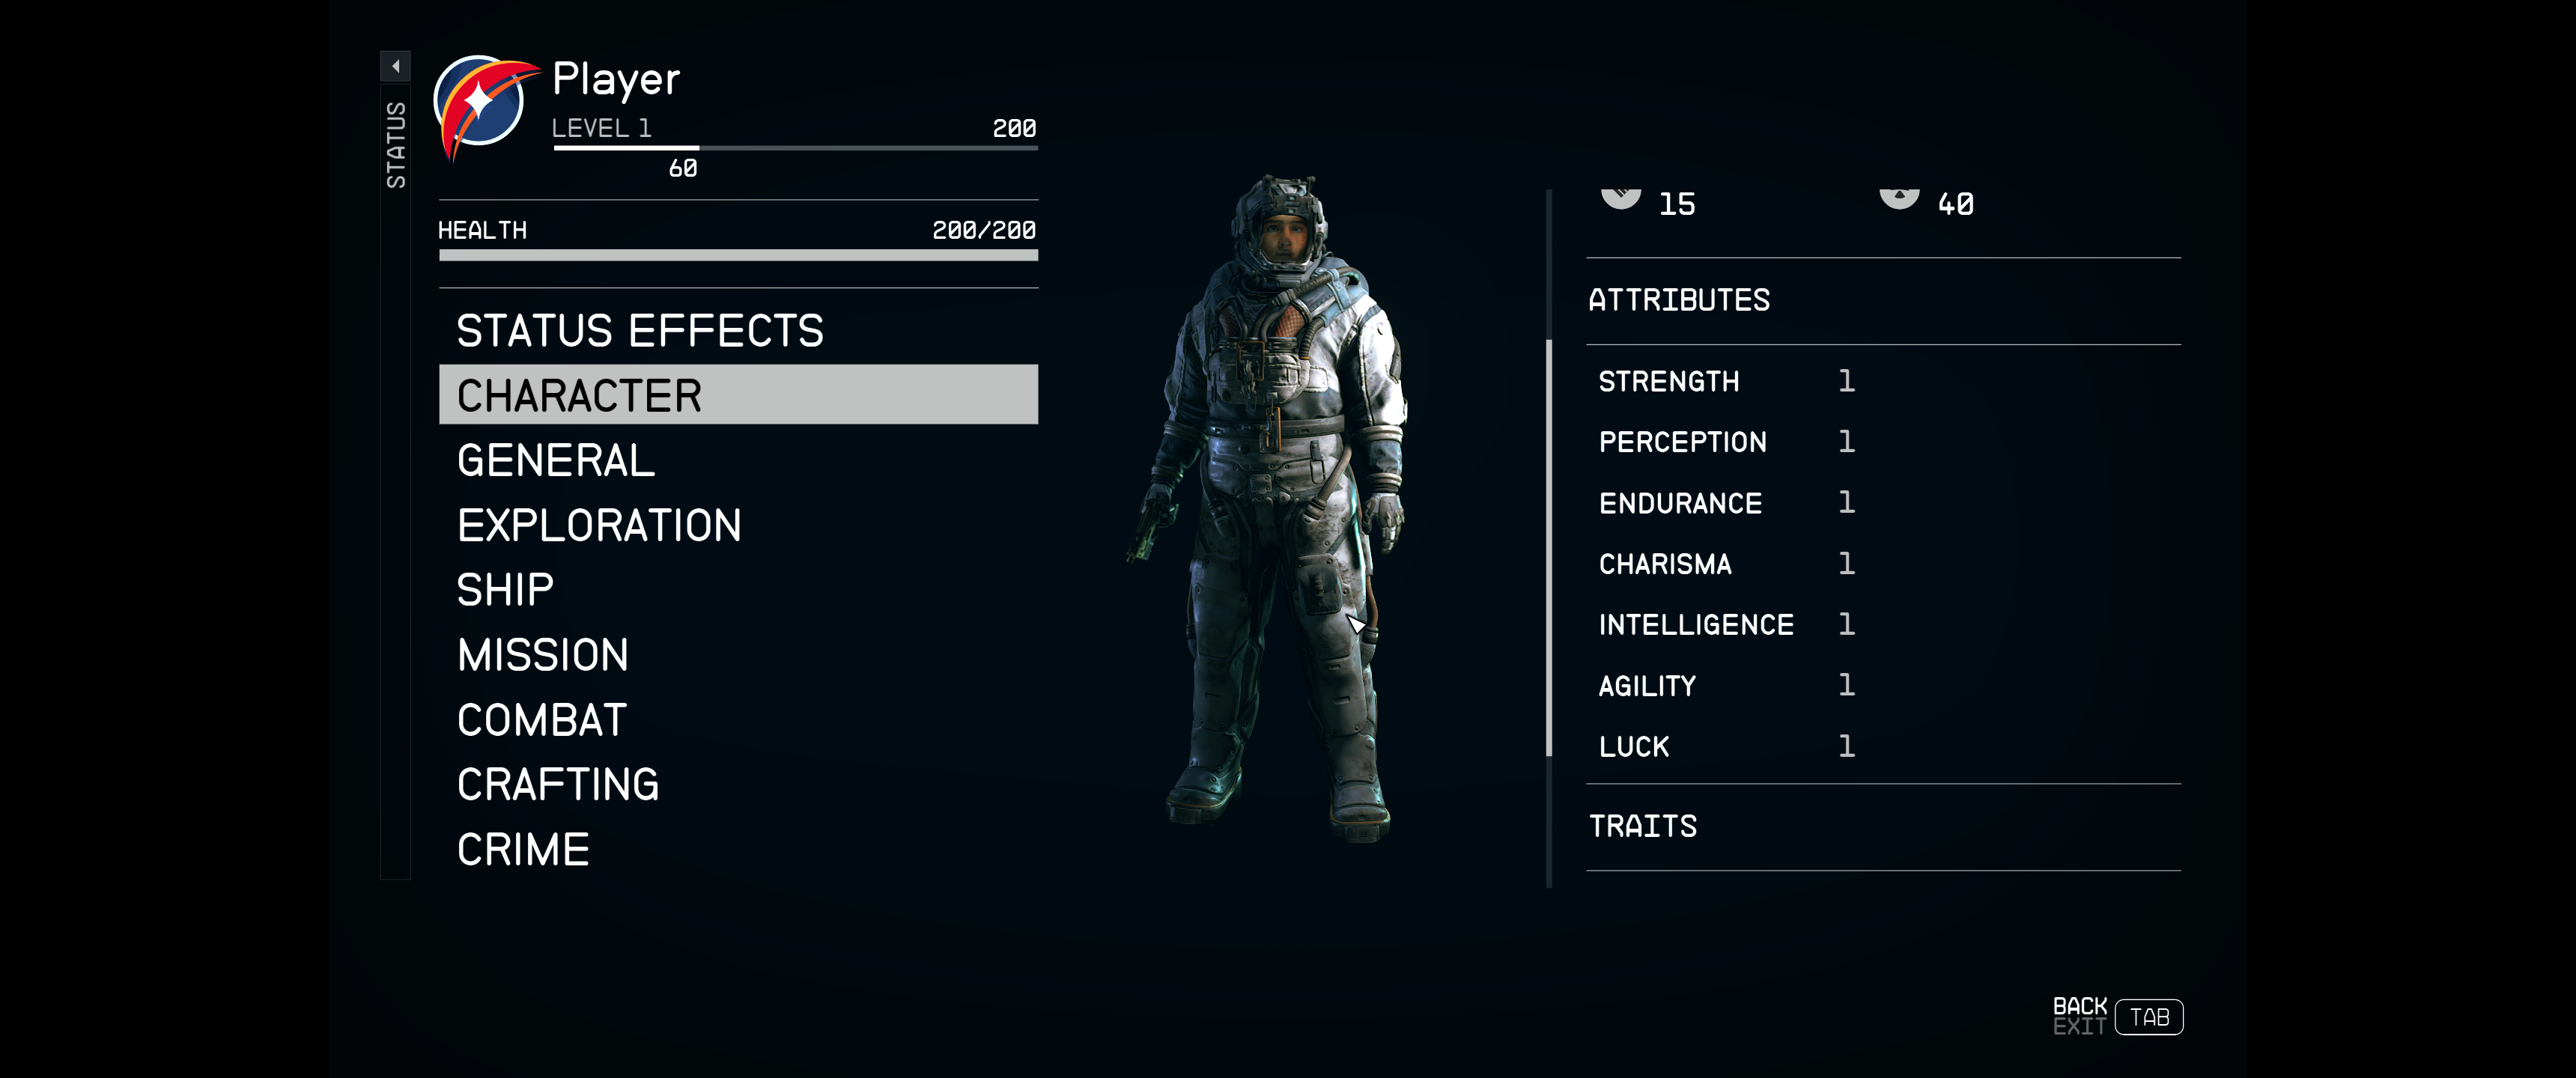 STATUS
Player
LEVEL 1 200
60
HEALTH 200/200
STATUS EFFECTS
CHARACTER
GENERAL
EXPLORATION
SHIP
MISSION
COMBAT
CRAFTING
CRIME
15 40
ATTRIBUTES
STRENGTH 1
PERCEPTION 1
ENDURANCE 1
CHARISMA 1
INTELLIGENCE 1
AGILITY 1
LUCK 1
TRAITS
BACK
EXIT TAB